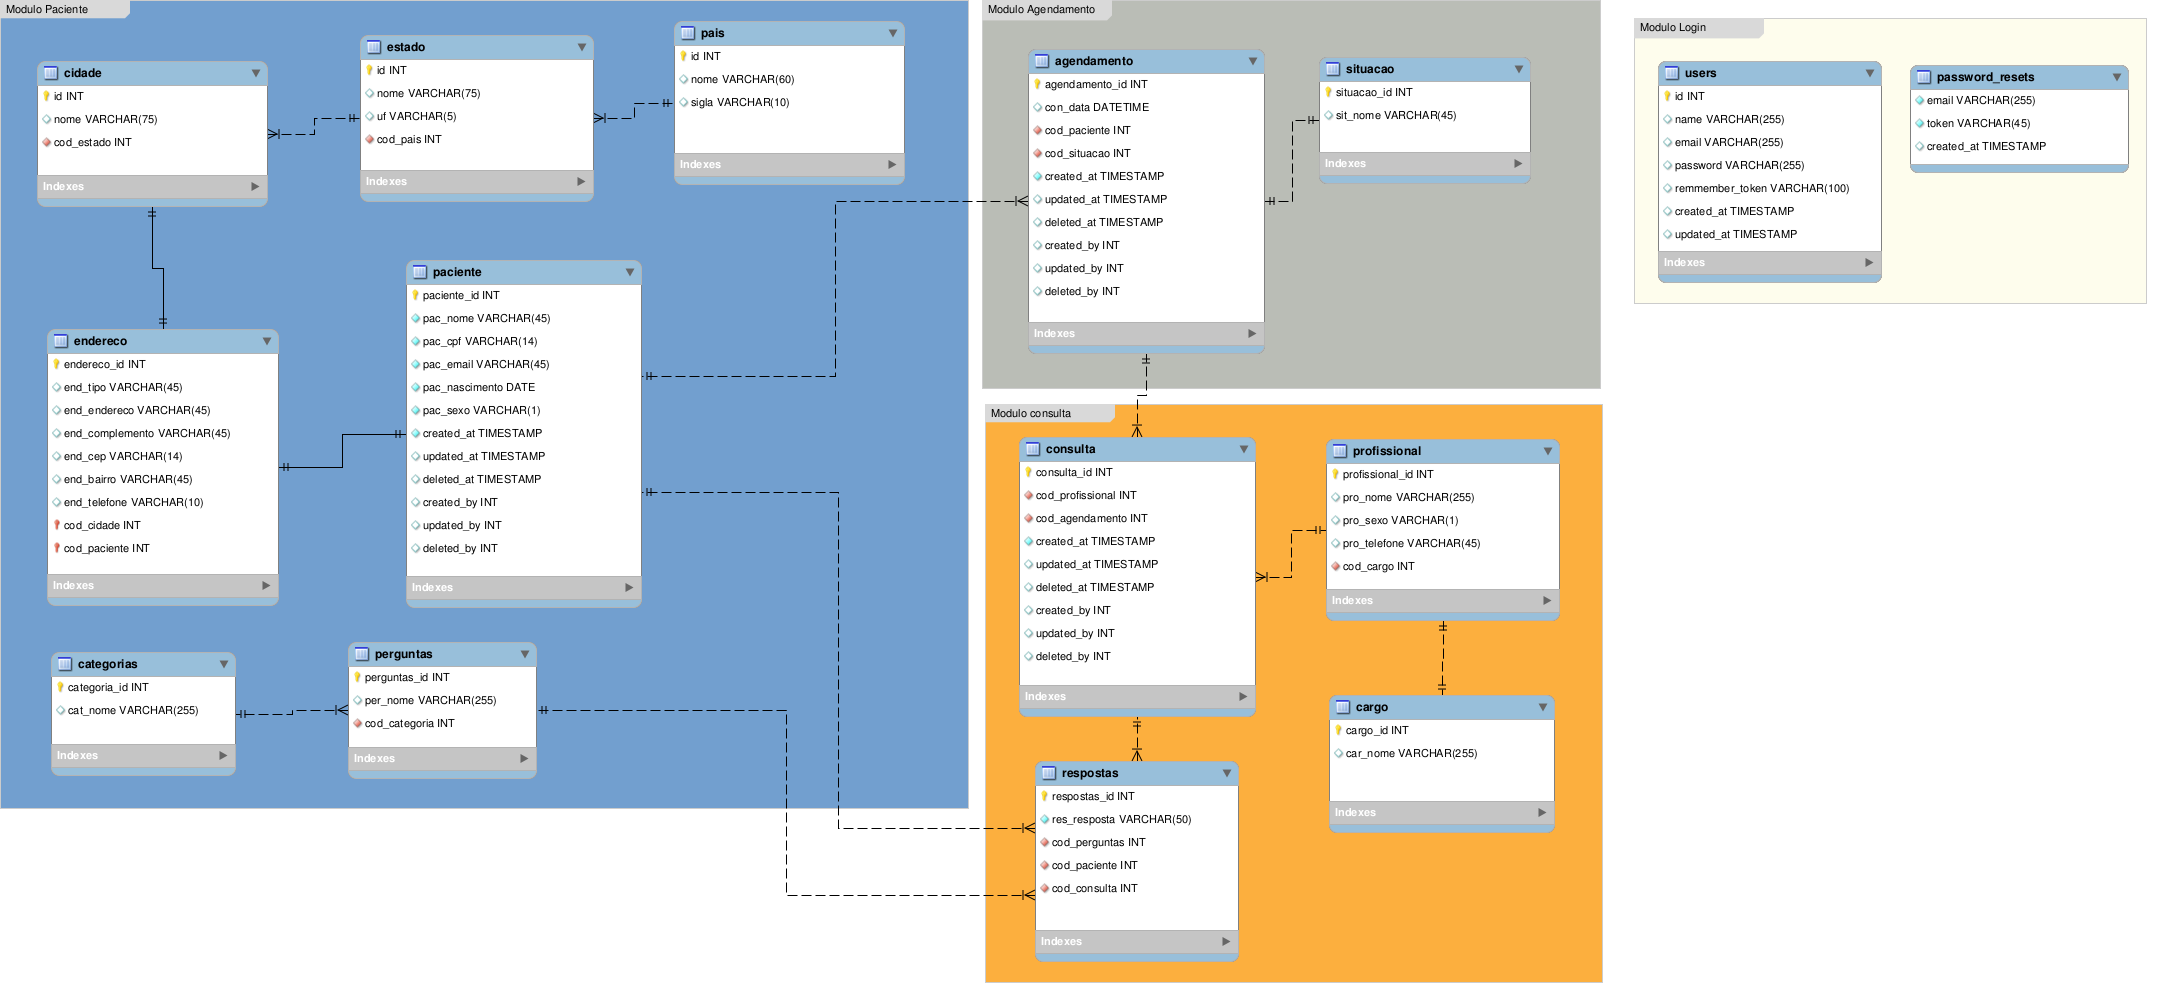 Modulo Paciente
cidade
id INT
nome VARCHAR(75)
cod_estado INT
Indexes
estado
id INT
nome VARCHAR(75)
uf VARCHAR(5)
cod_pais INT
Indexes
pais
id INT
nome VARCHAR(60)
sigla VARCHAR(10)
Indexes
endereco
endereco_id INT
end_tipo VARCHAR(45)
end_endereco VARCHAR(45)
end_complemento VARCHAR(45)
end_cep VARCHAR(14)
end_bairro VARCHAR(45)
end_telefone VARCHAR(10)
cod_cidade INT
cod_paciente INT
Indexes
paciente
paciente_id INT
pac_nome VARCHAR(45)
pac_cpf VARCHAR(14)
pac_email VARCHAR(45)
pac_nascimento DATE
pac_sexo VARCHAR(1)
created_at TIMESTAMP
updated_at TIMESTAMP
deleted_at TIMESTAMP
created_by INT
updated_by INT
deleted_by INT
Indexes
categorias
categoria_id INT
cat_nome VARCHAR(255)
Indexes
perguntas
perguntas_id INT
per_nome VARCHAR(255)
cod_categoria INT
Indexes
Modulo Agendamento
agendamento
agendamento_id INT
con_data DATETIME
cod_paciente INT
cod_situacao INT
created_at TIMESTAMP
updated_at TIMESTAMP
deleted_at TIMESTAMP
created_by INT
updated_by INT
deleted_by INT
Indexes
situacao
situacao_id INT
sit_nome VARCHAR(45)
Indexes
Modulo consulta
consulta
consulta_id INT
cod_profissional INT
cod_agendamento INT
created_at TIMESTAMP
updated_at TIMESTAMP
deleted_at TIMESTAMP
created_by INT
updated_by INT
deleted_by INT
Indexes
profissional
profissional_id INT
pro_nome VARCHAR(255)
pro_sexo VARCHAR(1)
pro_telefone VARCHAR(45)
cod_cargo INT
Indexes
respostas
respostas_id INT
res_resposta VARCHAR(50)
cod_perguntas INT
cod_paciente INT
cod_consulta INT
Indexes
cargo
cargo_id INT
car_nome VARCHAR(255)
Indexes
Modulo Login
users
id INT
name VARCHAR(255)
email VARCHAR(255)
password VARCHAR(255)
remmember_token VARCHAR(100)
created_at TIMESTAMP
updated_at TIMESTAMP
Indexes
password_resets
email VARCHAR(255)
token VARCHAR(45)
created_at TIMESTAMP